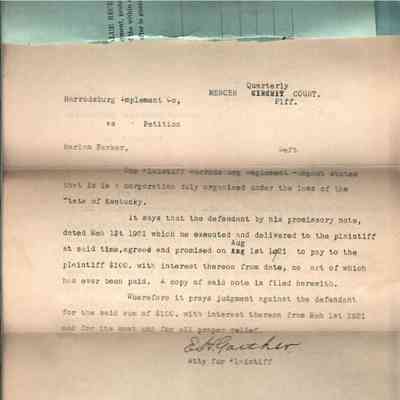 Quarterly
MERCER CIRCUIT COURT.
Harrodsburg Implement Co, Plff.
vs Petition
Marion Parker, Deft
The Plaintiff Harrodsburg Implement Company states
that it is a corporation duly organized under the laws of the
State of Kentucky.
It says that the defendant by his promissory note,
dated Meh 1st 1921 which he executed and delivered to the plaintiff
Aug
at said time, agreed and promised on Aug 1st 1921 to pay to the
plaintiff $100. with interest thereon from date, no part of which
has ever been paid. A copy of said note is filed herewith.
Wherefore it prays judgment against the defendant
for the said sum of $100. with interest thereon from Meh 1st 1921
and for its cost and for all proper relief.
Atty for Plaintiff